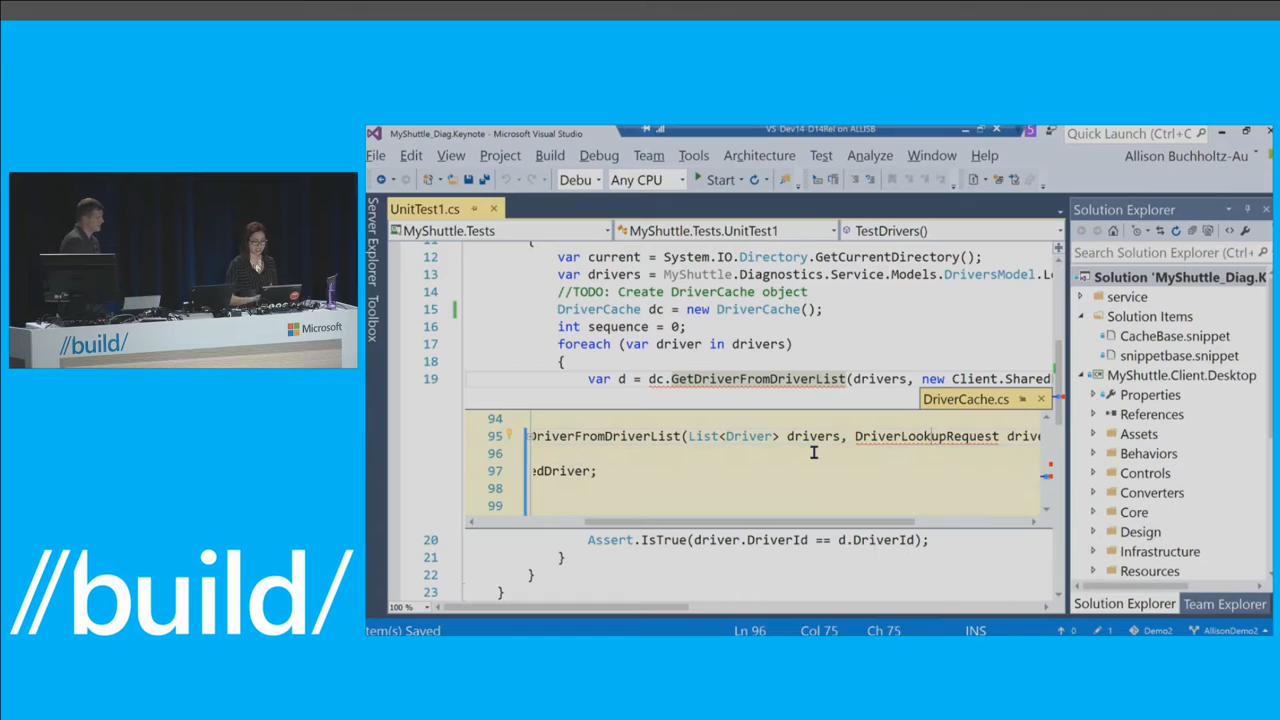 MyShuttle_Diag.Keynote - Microsoft Visual Studio
VS-Dev14-D14Rel on ALLISB
Quick Launch (Ctrl+C
File Edit View Project Build Debug Team Tools Architecture Test Analyze Window Help
Allison Buchholtz-Au
Debu Any CPU Start
Server Explorer
Toolbox
UnitTest1.cs
MyShuttle.Tests
MyShuttle.Tests.UnitTest1
TestDrivers()
11 {
12 var current = System.IO.Directory.GetCurrentDirectory();
13 var drivers = MyShuttle.Diagnostics.Service.Models.DriversModel.L
14 //TODO: Create DriverCache object
15 DriverCache dc = new DriverCache();
16 int sequence = 0;
17 foreach (var driver in drivers)
18 {
19 var d = dc.GetDriverFromDriverList(drivers, new Client.Shared
DriverCache.cs
94
95 DriverFromDriverList(List<Driver> drivers, DriverLookupRequest drive
96
97 edDriver;
98
99
20 Assert.IsTrue(driver.DriverId == d.DriverId);
21 }
22 }
23 }
100 %
Solution Explorer
Search Solution Explorer
Solution 'MyShuttle_Diag.K
service
Solution Items
CacheBase.snippet
snippetbase.snippet
MyShuttle.Client.Desktop
Properties
References
Assets
Behaviors
Controls
Converters
Core
Design
Infrastructure
Resources
Solution Explorer Team Explorer
tem(s) Saved
Ln 96 Col 75 Ch 75 INS
0 1 Demo2 AllisonDemo2
//build/
Microsoft
//build/